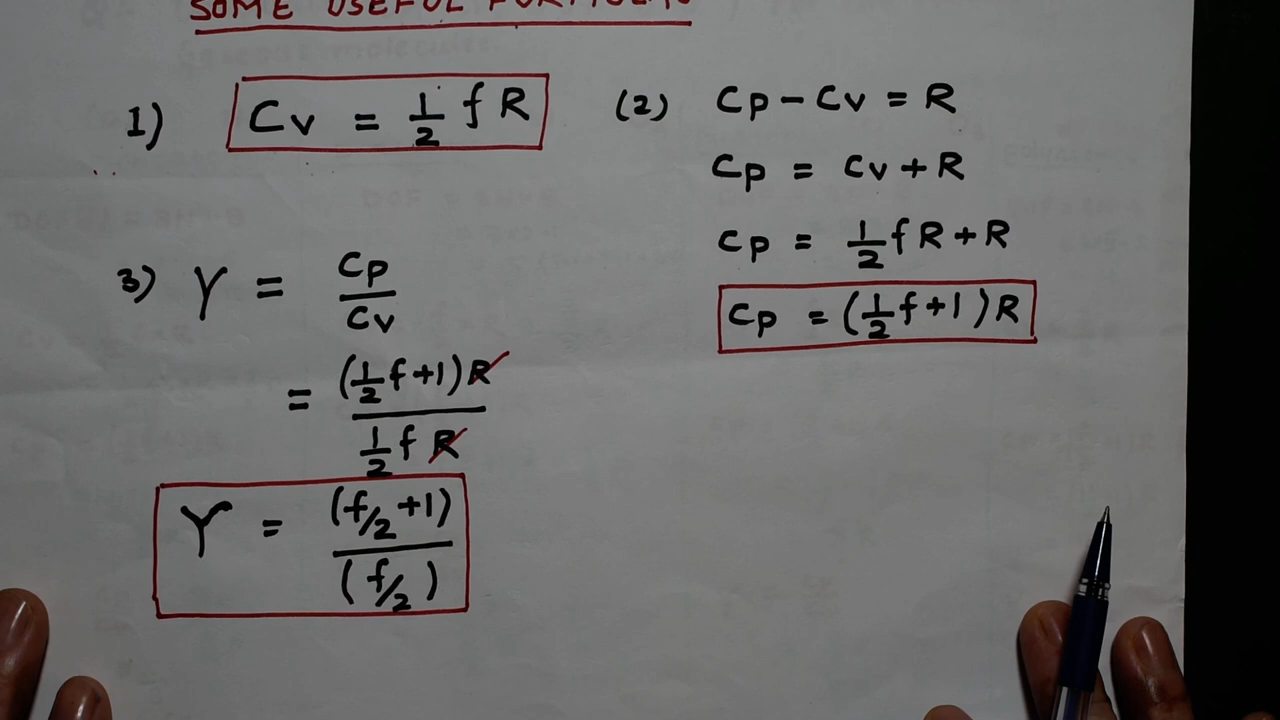 SOME USEFUL FORMULAS
1) Cv = 1/2 f R
(2) Cp - Cv = R
Cp = Cv + R
Cp = 1/2 f R + R
Cp = (1/2 f + 1) R
3) γ = Cp/Cv
= (1/2 f + 1) R / 1/2 f R
γ = (f/2 + 1) / (f/2)